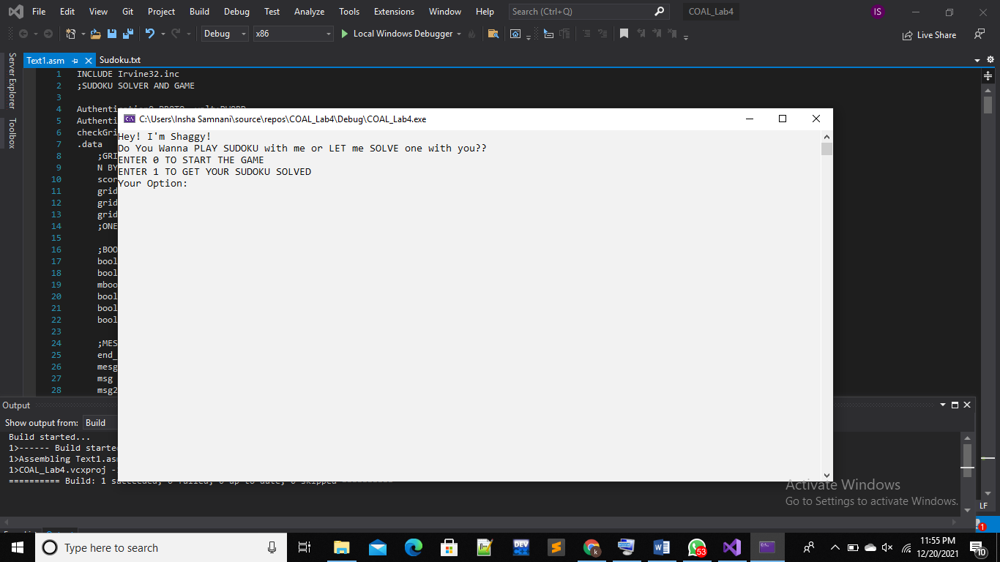 File Edit View Git Project Build Debug Test Analyze Tools Extensions Window Help Search (Ctrl+Q) COAL_Lab4 IS
Debug x86 Local Windows Debugger Live Share
Server Explorer
Toolbox
Text1.asm Sudoku.txt
1 INCLUDE Irvine32.inc
2 ;SUDOKU SOLVER AND GAME
3
4
5 Authenti
6 checkGri
7 .data
8 ;GRI
9 N BY
10 scor
11 grid
12 grid
13 grid
14 ;ONE
15
16 ;BOO
17 bool
18 bool
19 mboo
20 bool
21 bool
22 bool
23
24 ;MES
25 end_
26 mesg
27 msg
28 msg2
C:\Users\Insha Samnani\source\repos\COAL_Lab4\Debug\COAL_Lab4.exe
Hey! I'm Shaggy!
Do You Wanna PLAY SUDOKU with me or LET me SOLVE one with you??
ENTER 0 TO START THE GAME
ENTER 1 TO GET YOUR SUDOKU SOLVED
Your Option:
Output
Show output from: Build
Build started...
1>------ Build starte
1>Assembling Text1.as
1>COAL_Lab4.vcxproj -
========== Build: 1 succeeded, 0 failed, 0 up-to-date, 0 skipped ==========
Activate Windows
Go to Settings to activate Windows.
LF
1
Type here to search
DEV
k
53
11:55 PM
12/20/2021
10